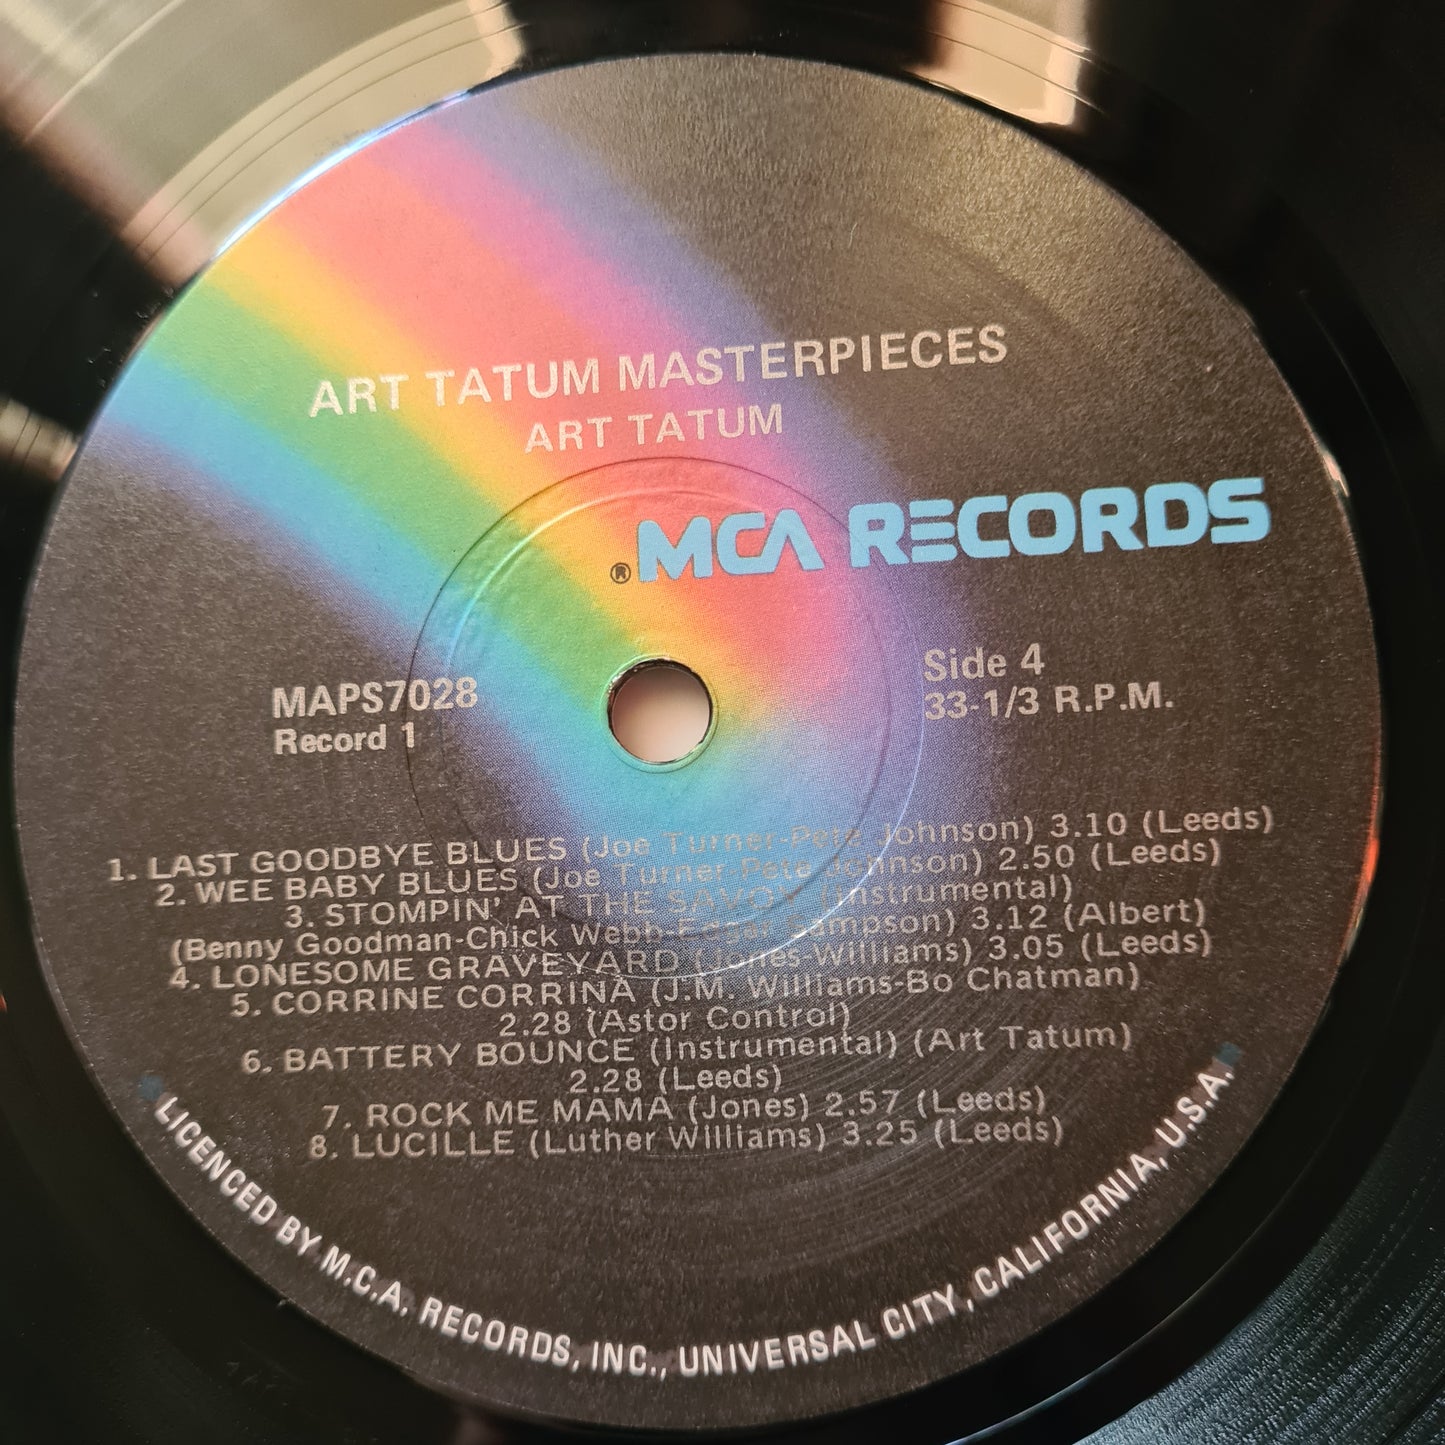 ART TATUM MASTERPIECES
ART TATUM
® MCA RECORDS
MAPS7028
Record 1
Side 4
33-1/3 R.P.M.
1. LAST GOODBYE BLUES (Joe Turner-Pete Johnson) 3.10 (Leeds)
2. WEE BABY BLUES (Joe Turner-Pete Johnson) 2.50 (Leeds)
3. STOMPIN' AT THE SAVOY (Instrumental)
(Benny Goodman-Chick Webb-Edgar Sampson) 3.12 (Albert)
4. LONESOME GRAVEYARD (Jones-Williams) 3.05 (Leeds)
5. CORRINE CORRINA (J.M. Williams-Bo Chatman)
2.28 (Astor Control)
6. BATTERY BOUNCE (Instrumental) (Art Tatum)
2.28 (Leeds)
7. ROCK ME MAMA (Jones) 2.57 (Leeds)
8. LUCILLE (Luther Williams) 3.25 (Leeds)
LICENCED BY M.C.A. RECORDS, INC., UNIVERSAL CITY, CALIFORNIA, U.S.A.